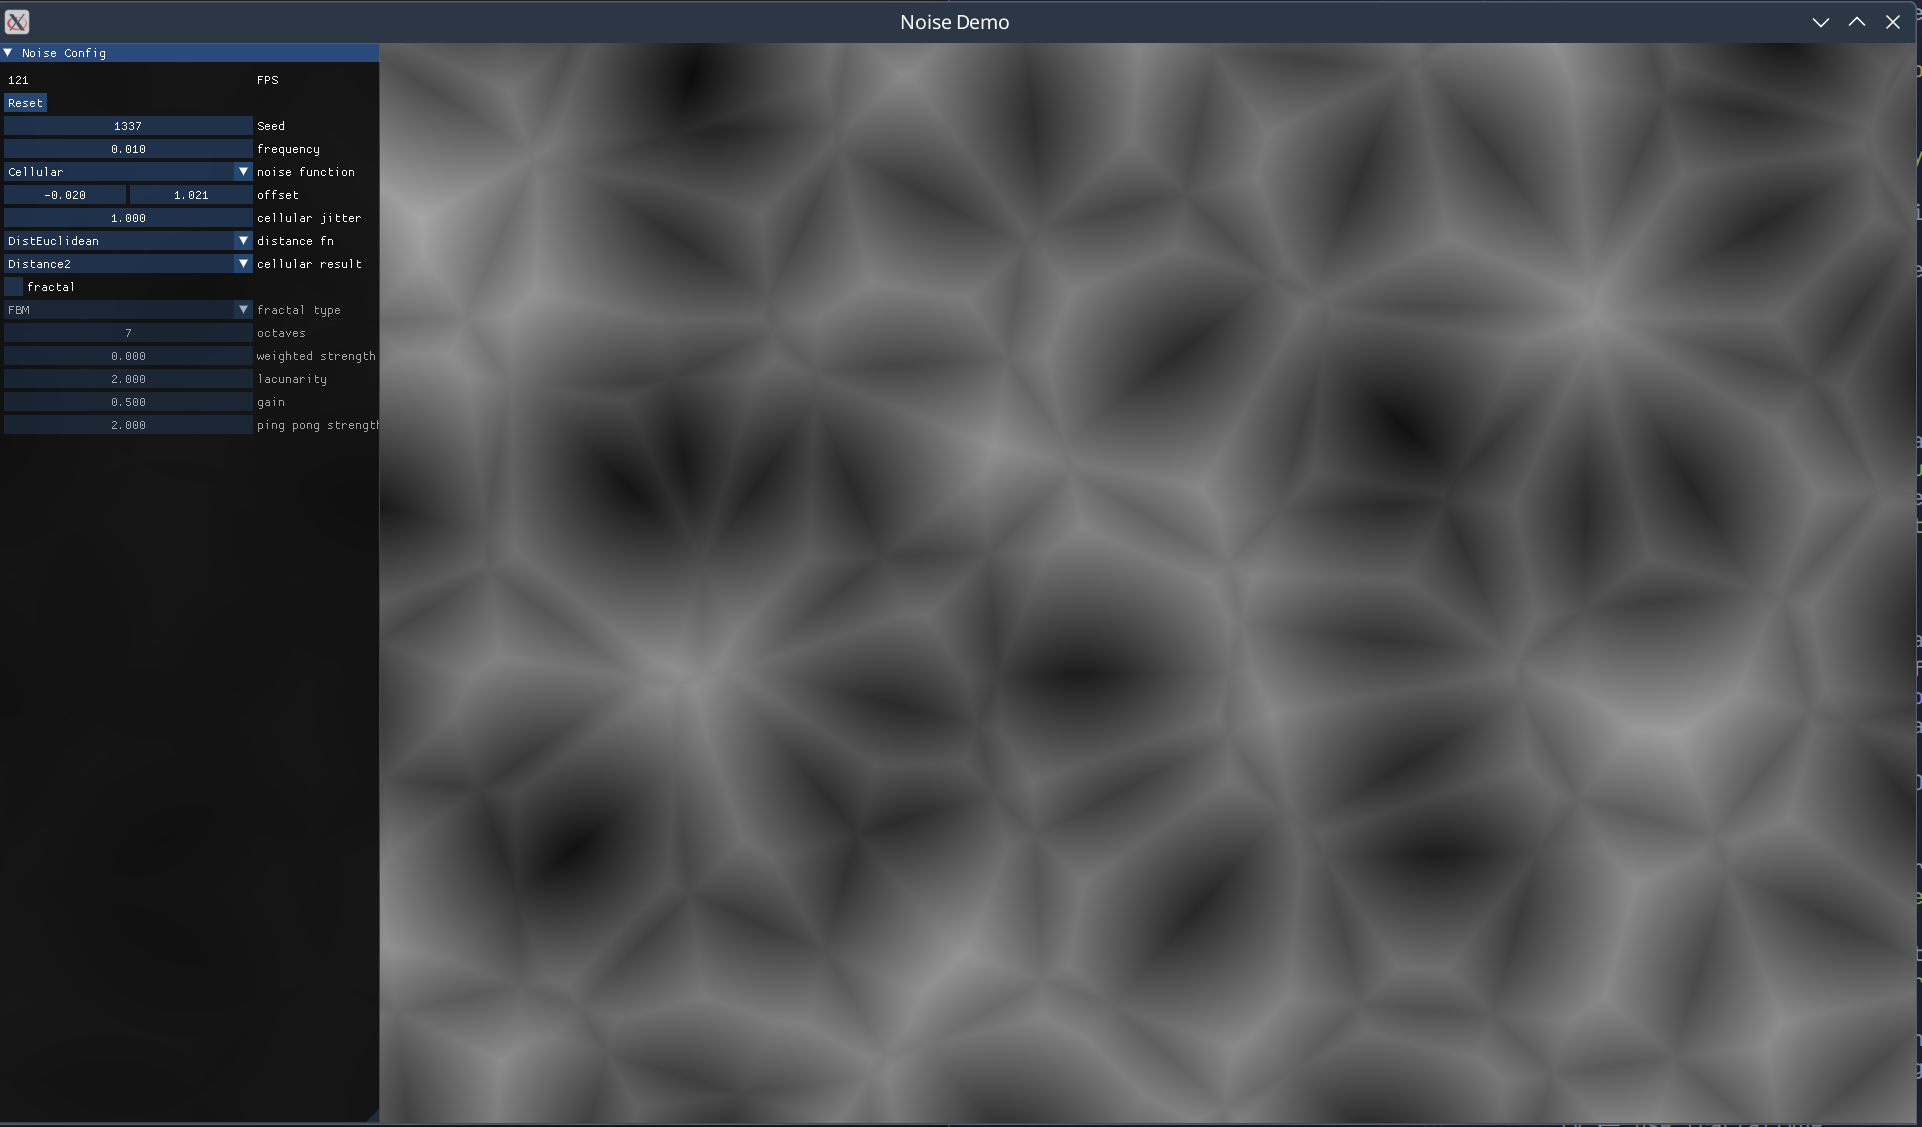 Noise Demo
Noise Config
121 FPS
Reset
1337 Seed
0.010 frequency
Cellular noise function
-0.020 1.021 offset
1.000 cellular jitter
DistEuclidean distance fn
Distance2 cellular result
fractal
FBM fractal type
7 octaves
0.000 weighted strength
2.000 lacunarity
0.500 gain
2.000 ping pong strength